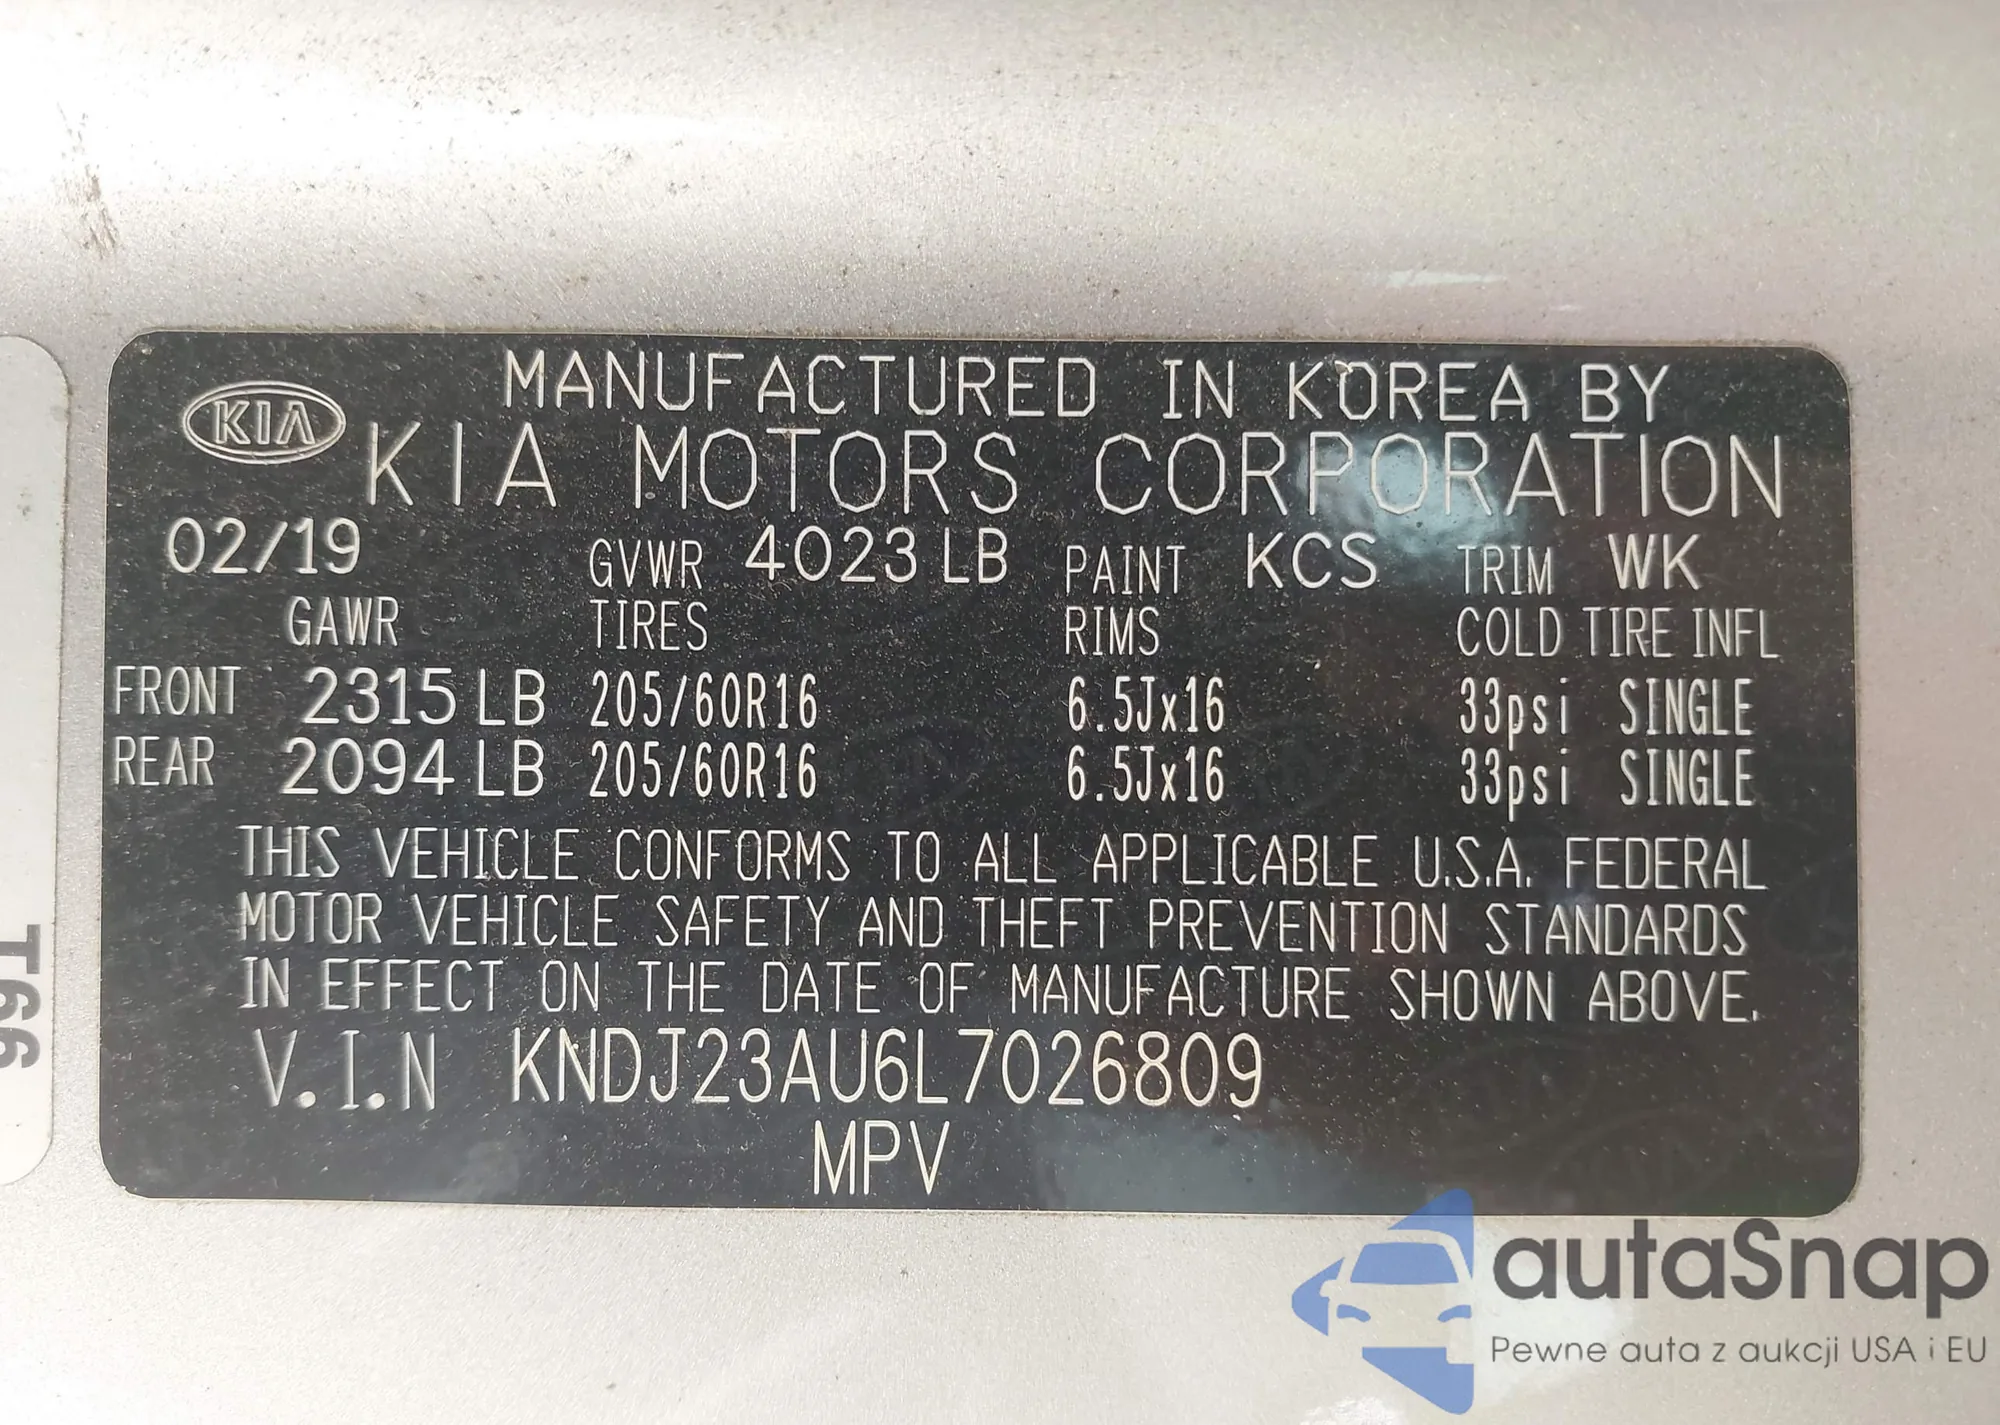 MANUFACTURED IN KOREA BY
KIA KIA MOTORS CORPORATION
02/19 GVWR 4023 LB PAINT KCS TRIM WK
GAWR TIRES RIMS COLD TIRE INFL
FRONT 2315 LB 205/60R16 6.5Jx16 33psi SINGLE
REAR 2094 LB 205/60R16 6.5Jx16 33psi SINGLE
THIS VEHICLE CONFORMS TO ALL APPLICABLE U.S.A. FEDERAL
MOTOR VEHICLE SAFETY AND THEFT PREVENTION STANDARDS
IN EFFECT ON THE DATE OF MANUFACTURE SHOWN ABOVE.
V.I.N KNDJ23AU6L7026809
MPV
autaSnap
Pewne auta z aukcji USA i EU